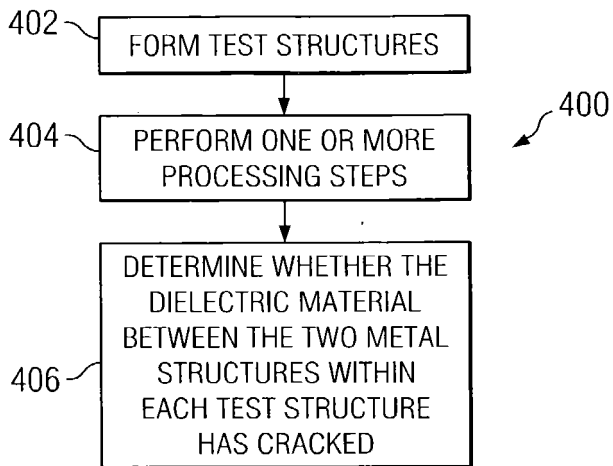 402
FORM TEST STRUCTURES
400
404
PERFORM ONE OR MORE
PROCESSING STEPS
406
DETERMINE WHETHER THE
DIELECTRIC MATERIAL
BETWEEN THE TWO METAL
STRUCTURES WITHIN
EACH TEST STRUCTURE
HAS CRACKED